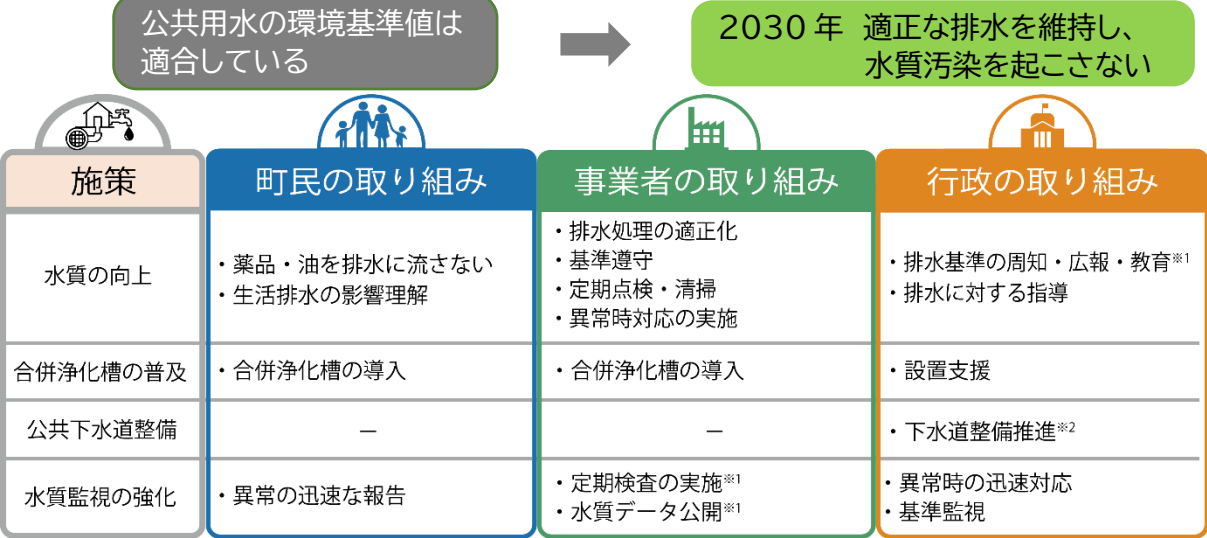 公共用水の環境基準値は
適合している
2030年 適正な排水を維持し、
水質汚染を起こさない
施策
町民の取り組み
事業者の取り組み
行政の取り組み
水質の向上
・薬品・油を排水に流さない
・生活排水の影響理解
・排水処理の適正化
・基準遵守
・定期点検・清掃
・異常時対応の実施
・排水基準の周知・広報・教育※1
・排水に対する指導
合併浄化槽の普及
・合併浄化槽の導入
・合併浄化槽の導入
・設置支援
公共下水道整備
－
－
・下水道整備推進※2
水質監視の強化
・異常の迅速な報告
・定期検査の実施※1
・水質データ公開※1
・異常時の迅速対応
・基準監視